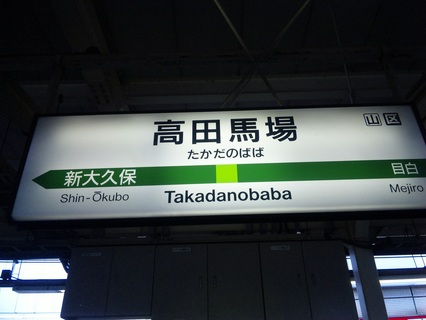 高田馬場
山 区
たかだのばば
新大久保
目白
Shin-Ōkubo
Takadanobaba
Mejiro